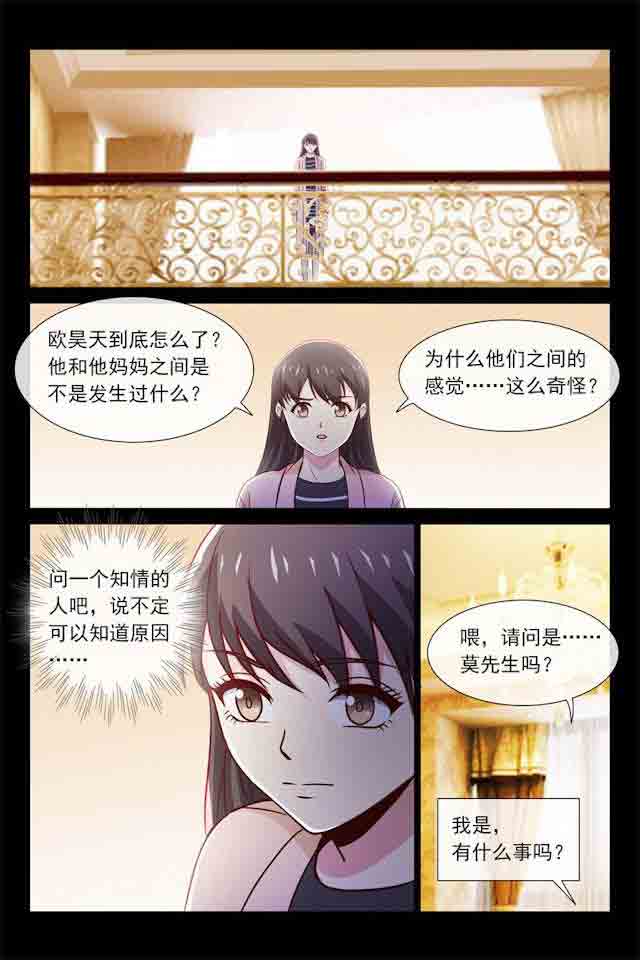 欧昊天到底怎么了？
他和他妈妈之间是
不是发生过什么？
为什么他们之间的
感觉……这么奇怪？
问一个知情的
人吧，说不定
可以知道原因
……
喂，请问是……
莫先生吗？
我是，
有什么事吗？